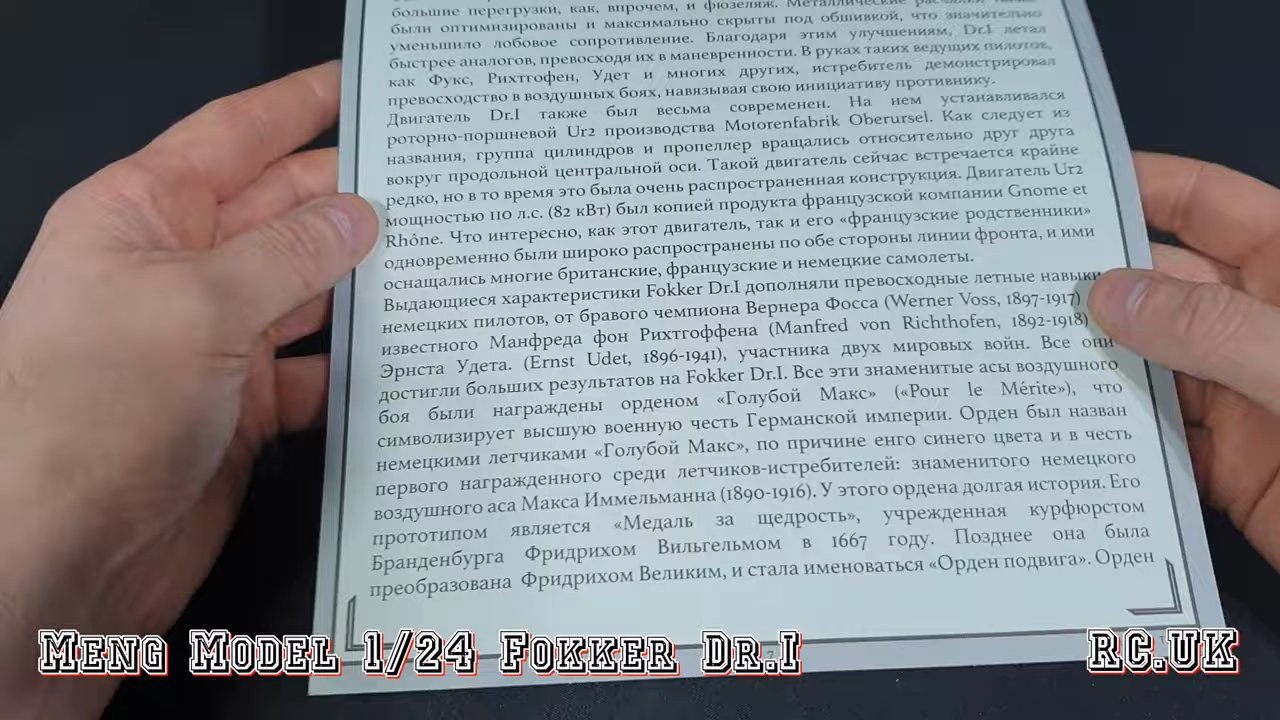 большие перегрузки, как, впрочем, и фюзеляж. Металлические расчалки
были оптимизированы и максимально скрыты под обшивкой, что значительно
уменьшило лобовое сопротивление. Благодаря этим улучшениям, Dr.I летал
быстрее аналогов, превосходя их в маневренности. В руках таких ведущих пилотов,
как Фукс, Рихтгофен, Удет и многих других, истребитель демонстрировал
превосходство в воздушных боях, навязывая свою инициативу противнику.
Двигатель Dr.I также был весьма современен. На нем устанавливался
роторно-поршневой Ur2 производства Motorenfabrik Oberursel. Как следует из
названия, группа цилиндров и пропеллер вращались относительно друг друга
вокруг продольной центральной оси. Такой двигатель сейчас встречается крайне
редко, но в то время это была очень распространенная конструкция. Двигатель Ur2
мощностью 110 л.с. (82 кВт) был копией продукта французской компании Gnome et
Rhône. Что интересно, как этот двигатель, так и его «французские родственники»
одновременно были широко распространены по обе стороны линии фронта, и ими
оснащались многие британские, французские и немецкие самолеты.
Выдающиеся характеристики Fokker Dr.I дополняли превосходные летные навыки
немецких пилотов, от бравого чемпиона Вернера Фосса (Werner Voss, 1897-1917)
известного Манфреда фон Рихтгоффена (Manfred von Richthofen, 1892-1918)
Эрнста Удета. (Ernst Udet, 1896-1941), участника двух мировых войн. Все они
достигли больших результатов на Fokker Dr.I. Все эти знаменитые асы воздушного
боя были награждены орденом «Голубой Макс» («Pour le Mérite»), что
символизирует высшую военную честь Германской империи. Орден был назван
немецкими летчиками «Голубой Макс», по причине енго синего цвета и в честь
первого награжденного среди летчиков-истребителей: знаменитого немецкого
воздушного аса Макса Иммельманна (1890-1916). У этого ордена долгая история. Его
прототипом является «Медаль за щедрость», учрежденная курфюрстом
Бранденбурга Фридрихом Вильгельмом в 1667 году. Позднее она была
преобразована Фридрихом Великим, и стала именоваться «Орден подвига». Орден
Meng Model 1/24 Fokker Dr.I
RC.UK